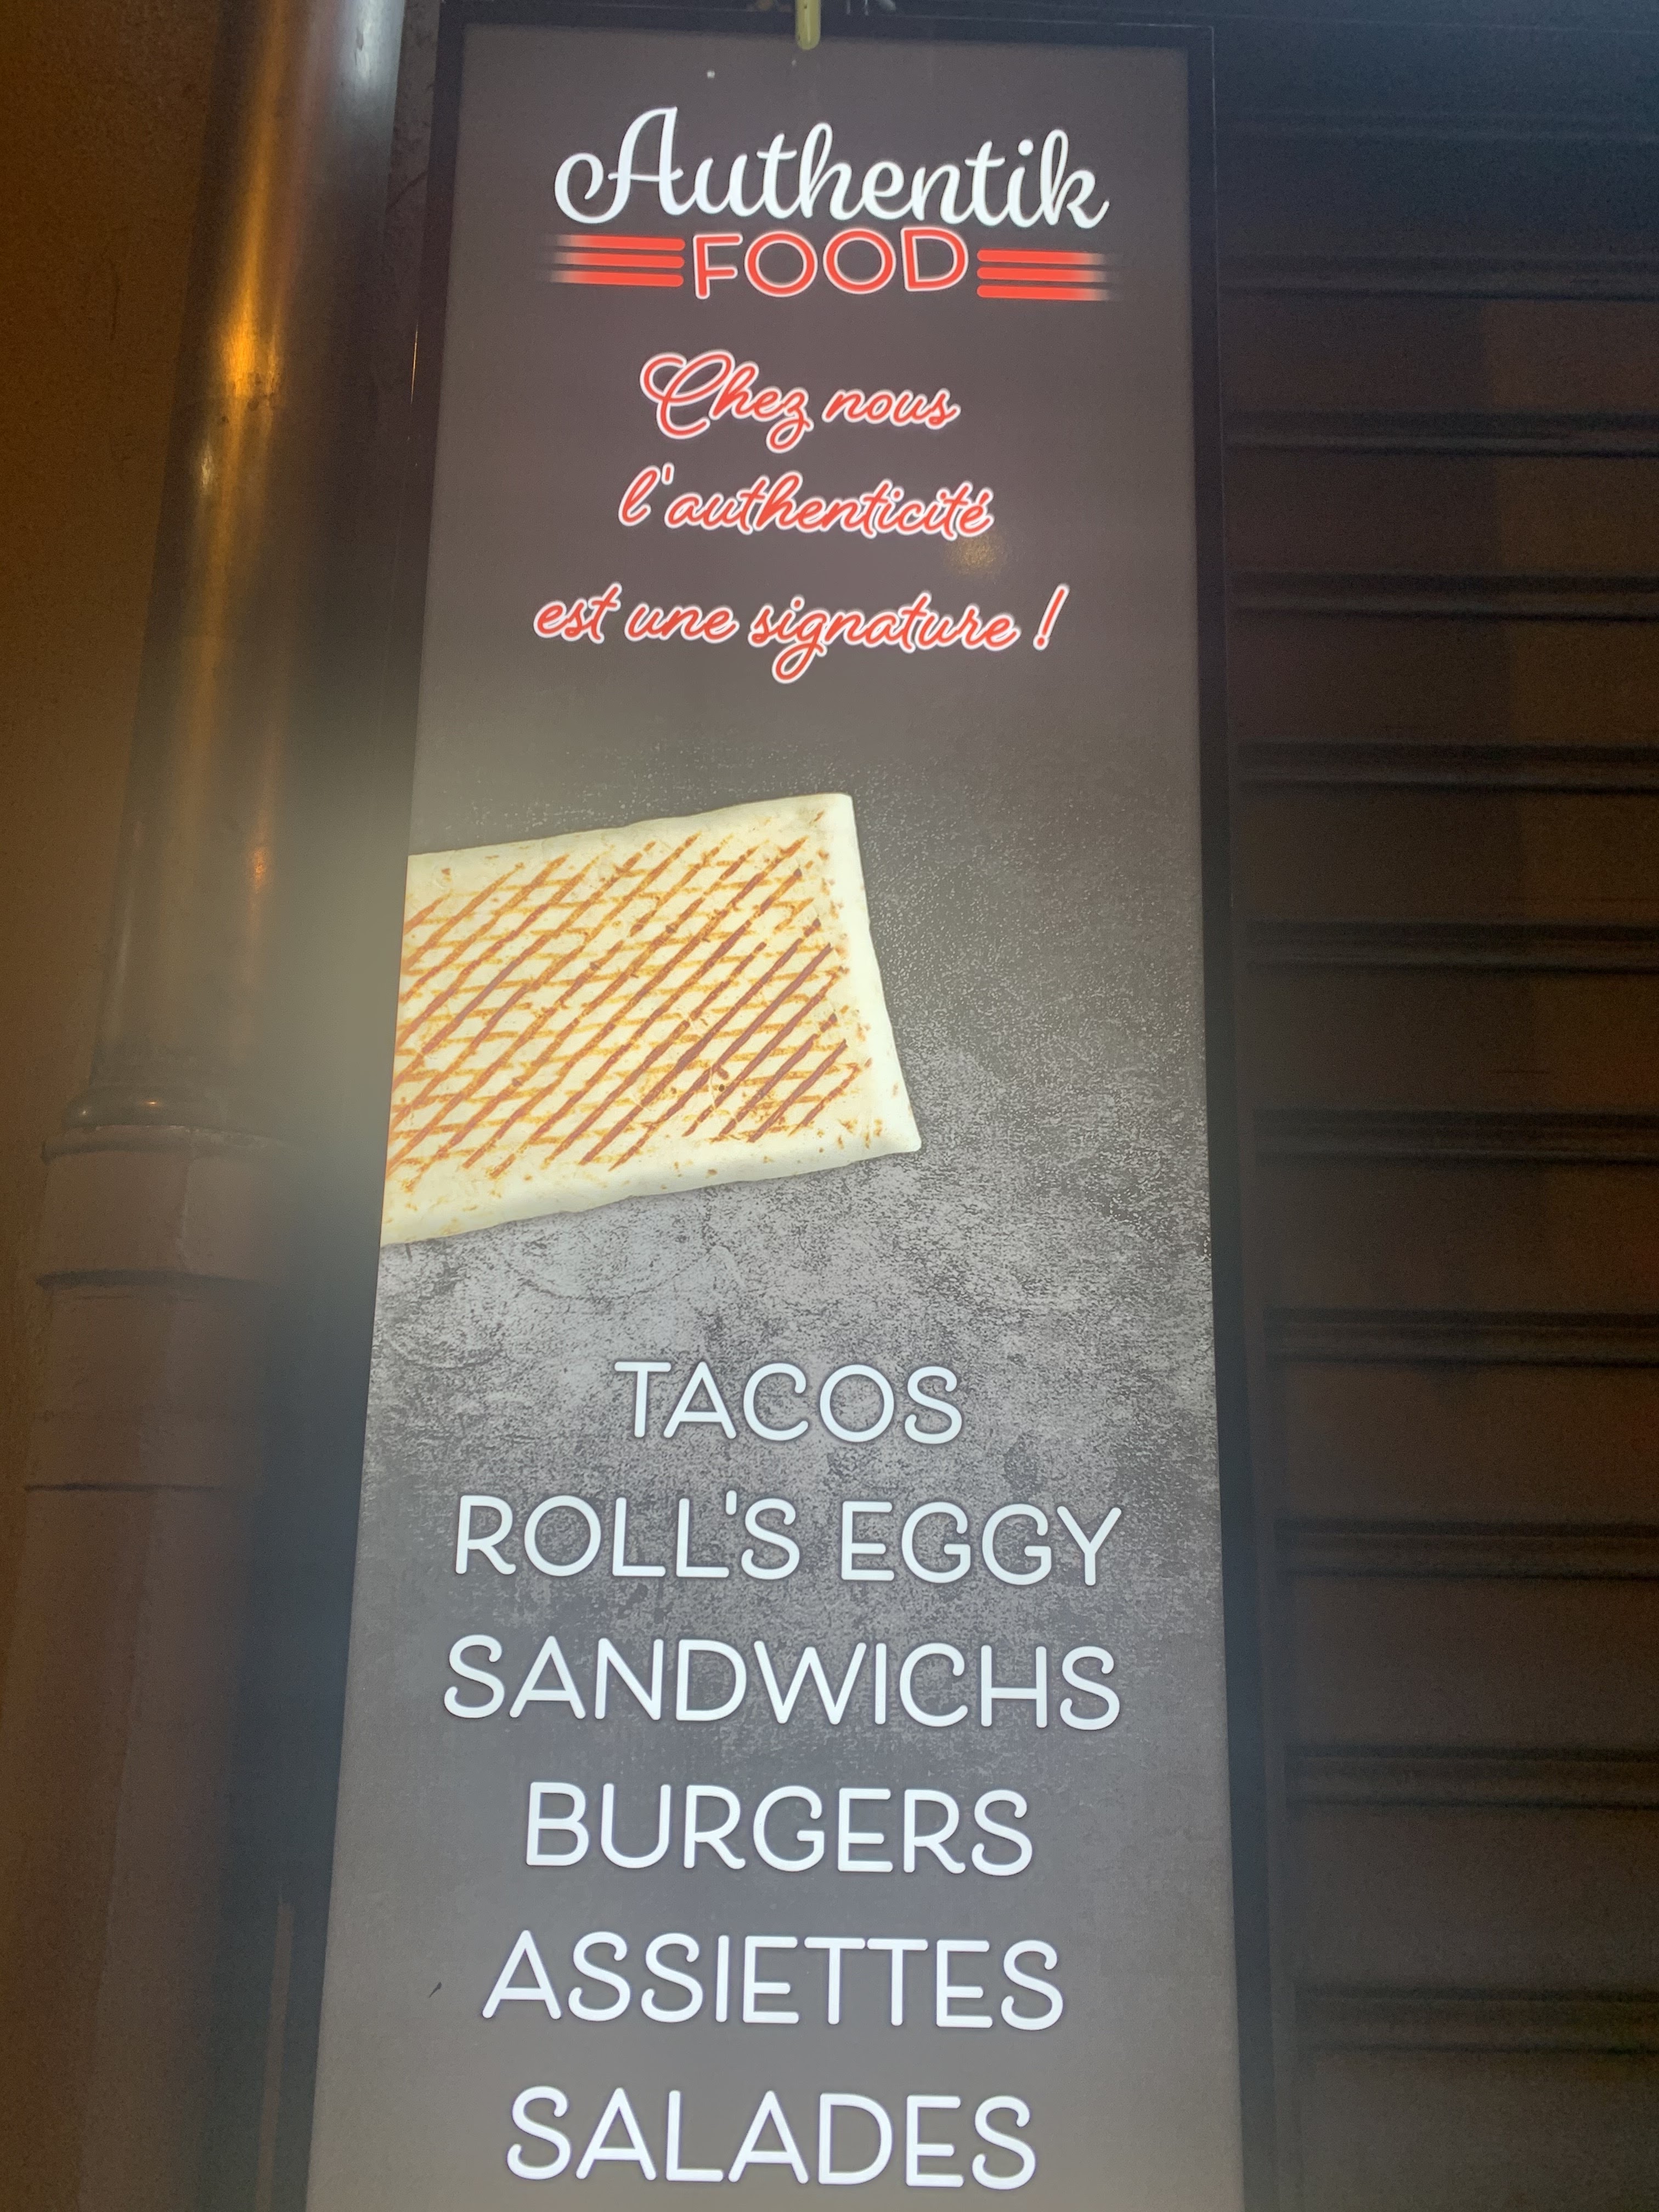 Authentik
FOOD
Chez nous
l'authenticité
est une signature !
TACOS
ROLL'S EGGY
SANDWICHS
BURGERS
ASSIETTES
SALADES